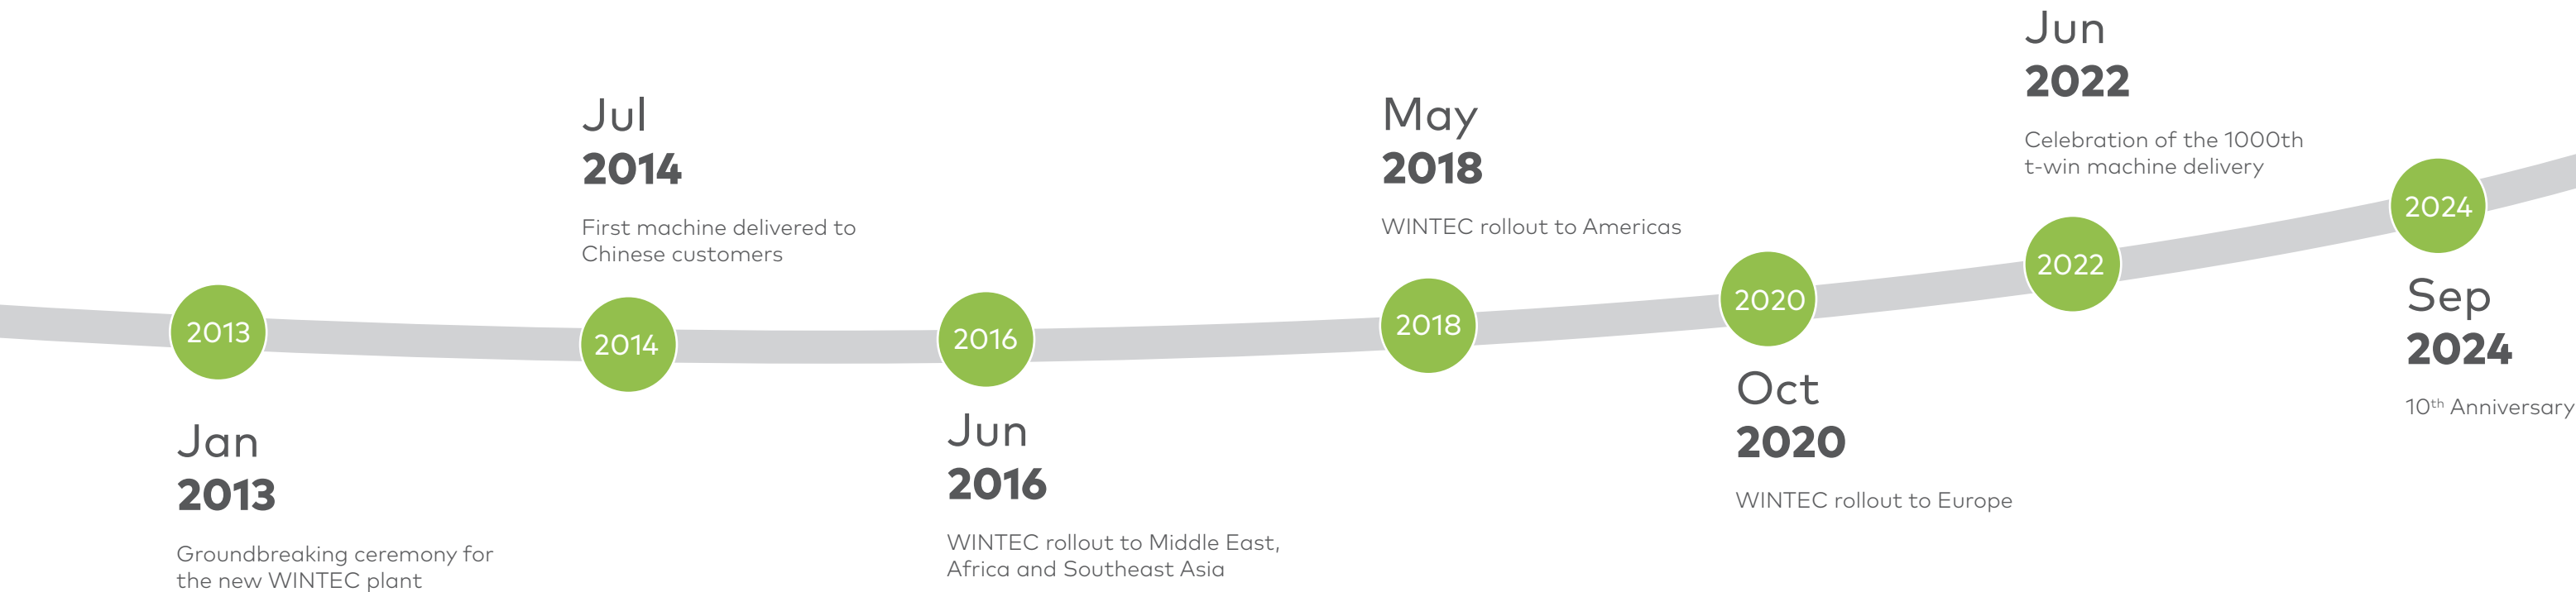 2013
Jan
2013
Groundbreaking ceremony for
the new WINTEC plant
Jul
2014
First machine delivered to
Chinese customers
2014
2016
Jun
2016
WINTEC rollout to Middle East,
Africa and Southeast Asia
May
2018
WINTEC rollout to Americas
2018
2020
Oct
2020
WINTEC rollout to Europe
Jun
2022
Celebration of the 1000th
t-win machine delivery
2022
2024
Sep
2024
10th Anniversary